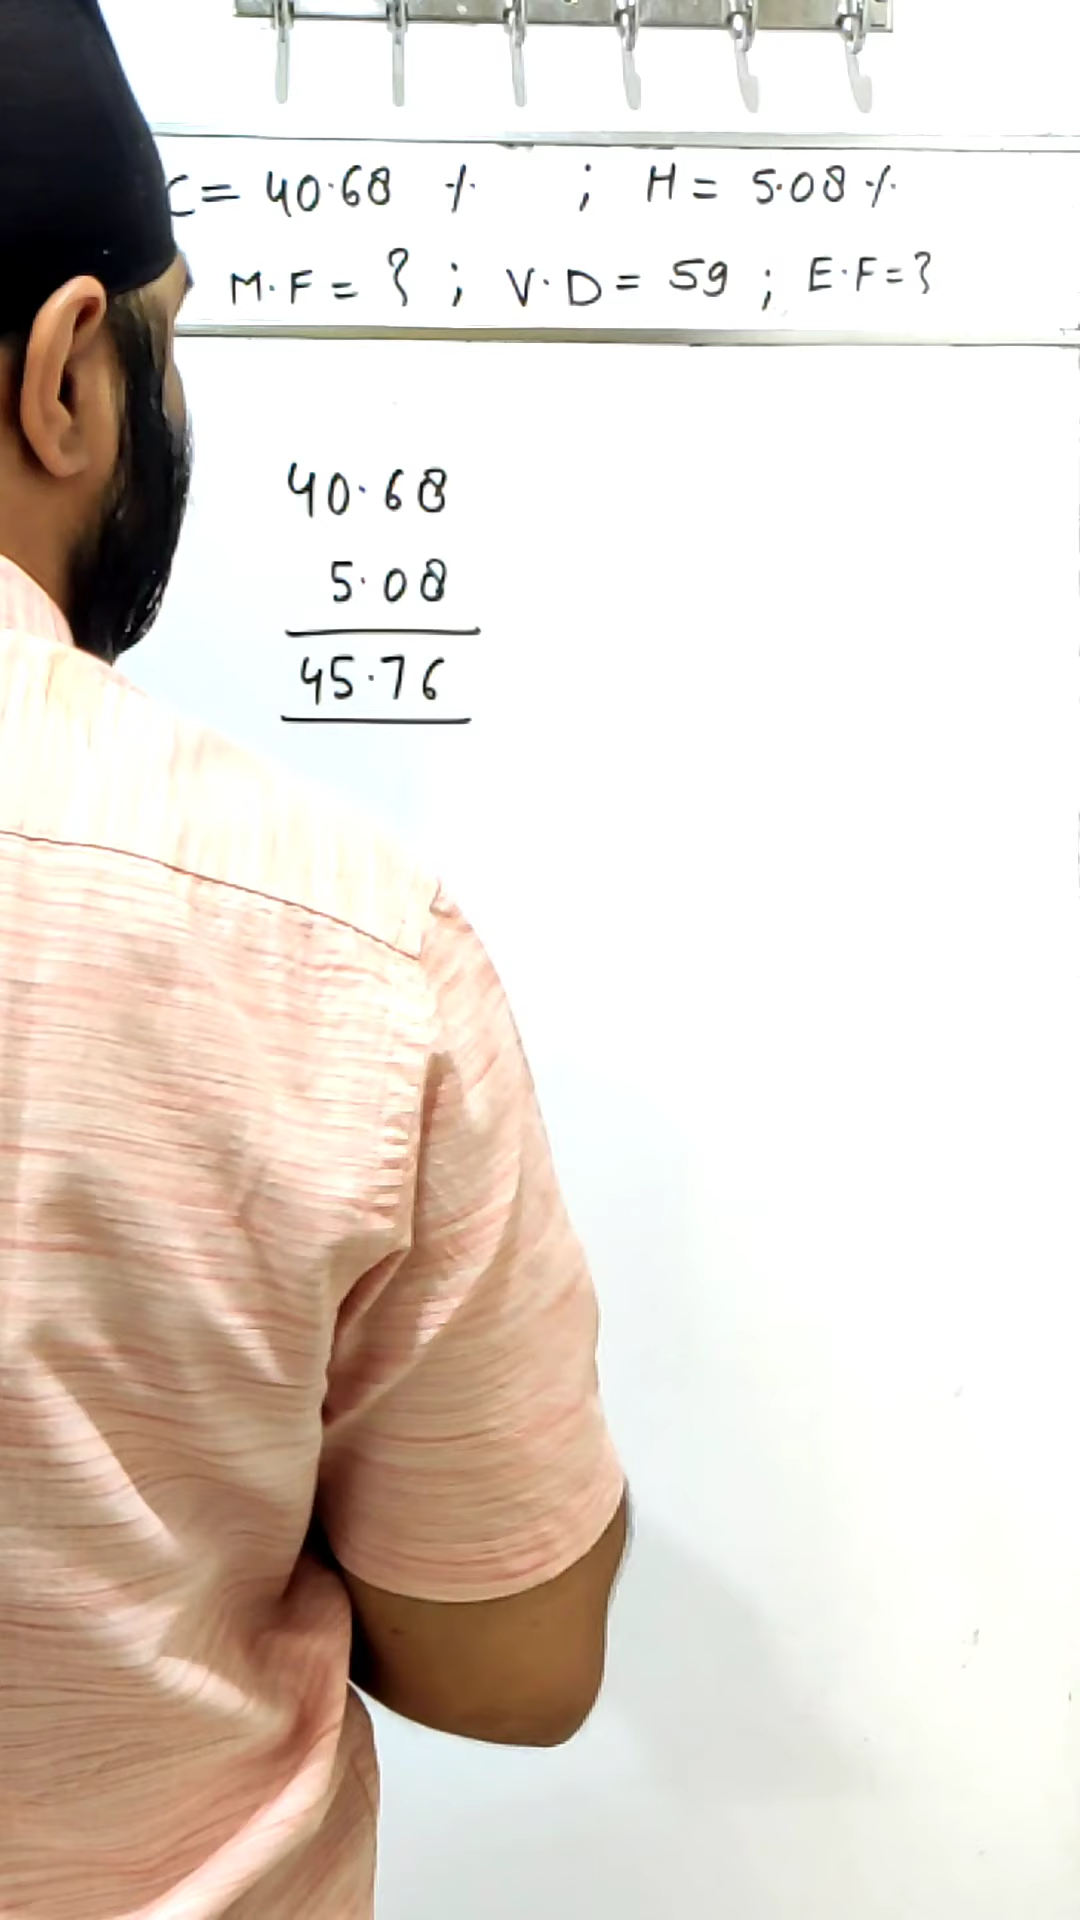 C = 40.68 % ; H = 5.08 %
M.F = ? ; V.D = 59 ; E.F = ?
40.68
5.08
45.76